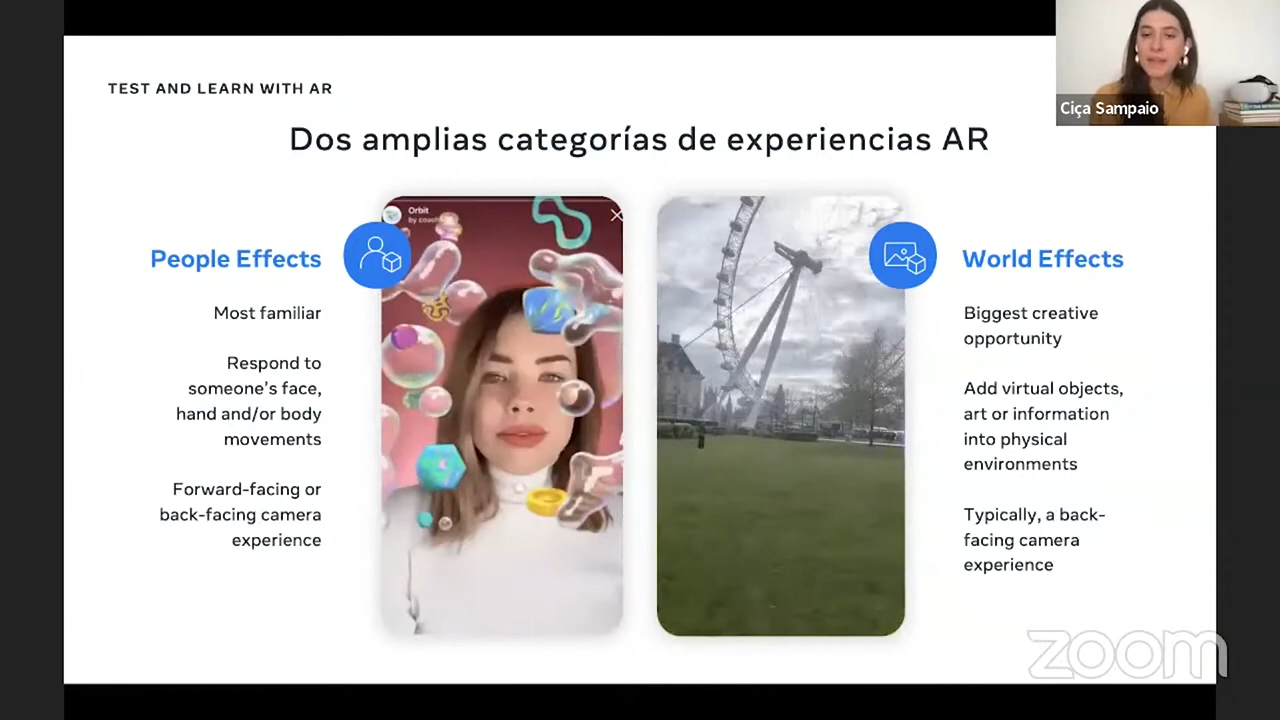 TEST AND LEARN WITH AR
Ciça Sampaio
Dos amplias categorías de experiencias AR
People Effects
Most familiar
Respond to
someone's face,
hand and/or body
movements
Forward-facing or
back-facing camera
experience
Orbit
by coach
World Effects
Biggest creative
opportunity
Add virtual objects,
art or information
into physical
environments
Typically, a back-
facing camera
experience
zoom